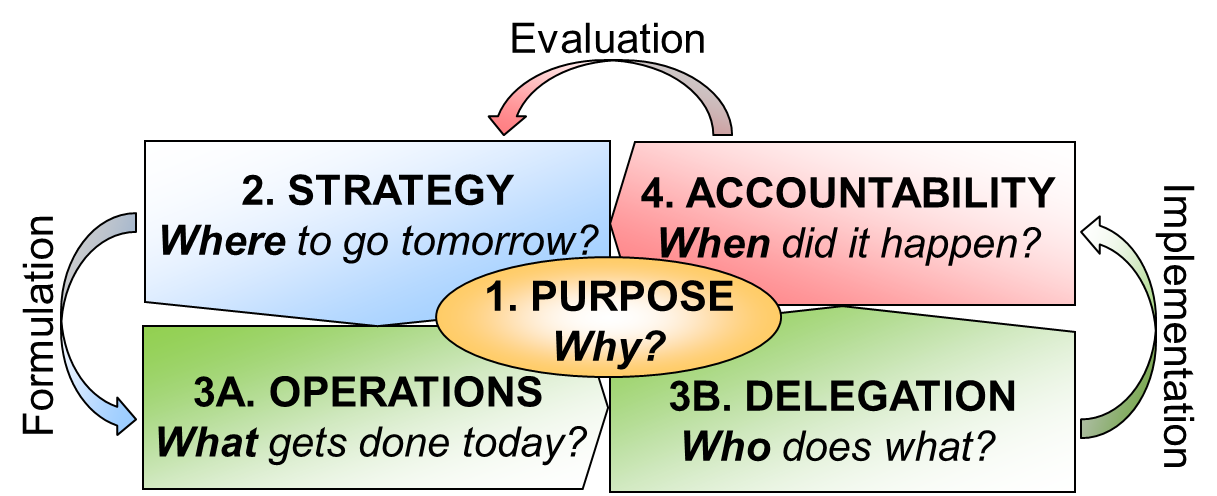 Evaluation
2. STRATEGY
Where to go tomorrow?
4. ACCOUNTABILITY
When did it happen?
1. PURPOSE
Why?
3A. OPERATIONS
What gets done today?
3B. DELEGATION
Who does what?
Formulation
Implementation